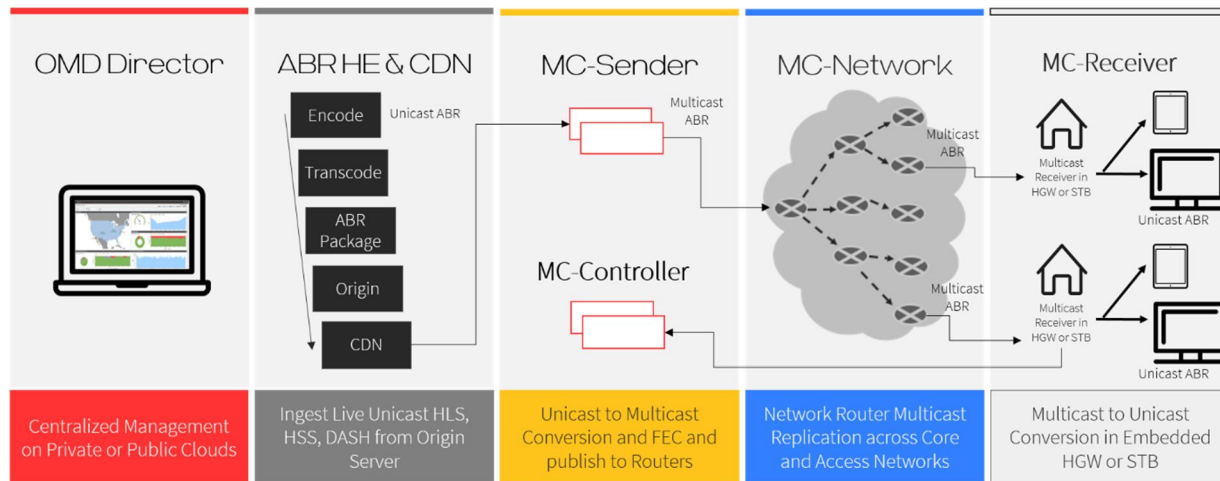 OMD Director
Centralized Management
on Private or Public Clouds
ABR HE & CDN
Encode
Unicast ABR
Transcode
ABR
Package
Origin
CDN
Ingest Live Unicast HLS,
HSS, DASH from Origin
Server
MC-Sender
Multicast
ABR
MC-Controller
Unicast to Multicast
Conversion and FEC and
publish to Routers
MC-Network
Multicast
ABR
Multicast
ABR
Network Router Multicast
Replication across Core
and Access Networks
MC-Receiver
Multicast
Receiver in
HGW or STB
Unicast ABR
Multicast
Receiver in
HGW or STB
Unicast ABR
Multicast to Unicast
Conversion in Embedded
HGW or STB